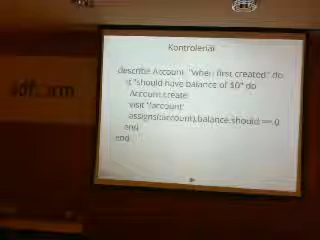 Kontrolerlar
describe Account, "when first created" do
it "should have balance of $0" do
Account.create
visit '/account'
assigns(:account).balance.should == 0
end
end